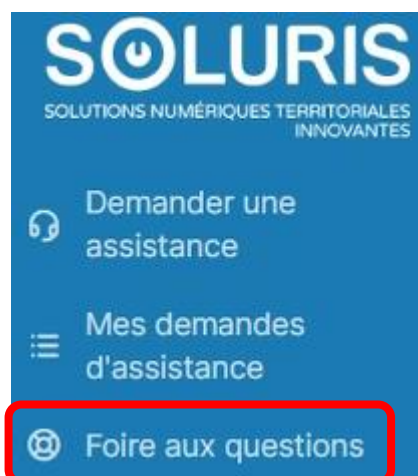 SOLURIS
SOLUTIONS NUMÉRIQUES TERRITORIALES
INNOVANTES
Demander une
assistance
Mes demandes
d'assistance
Foire aux questions